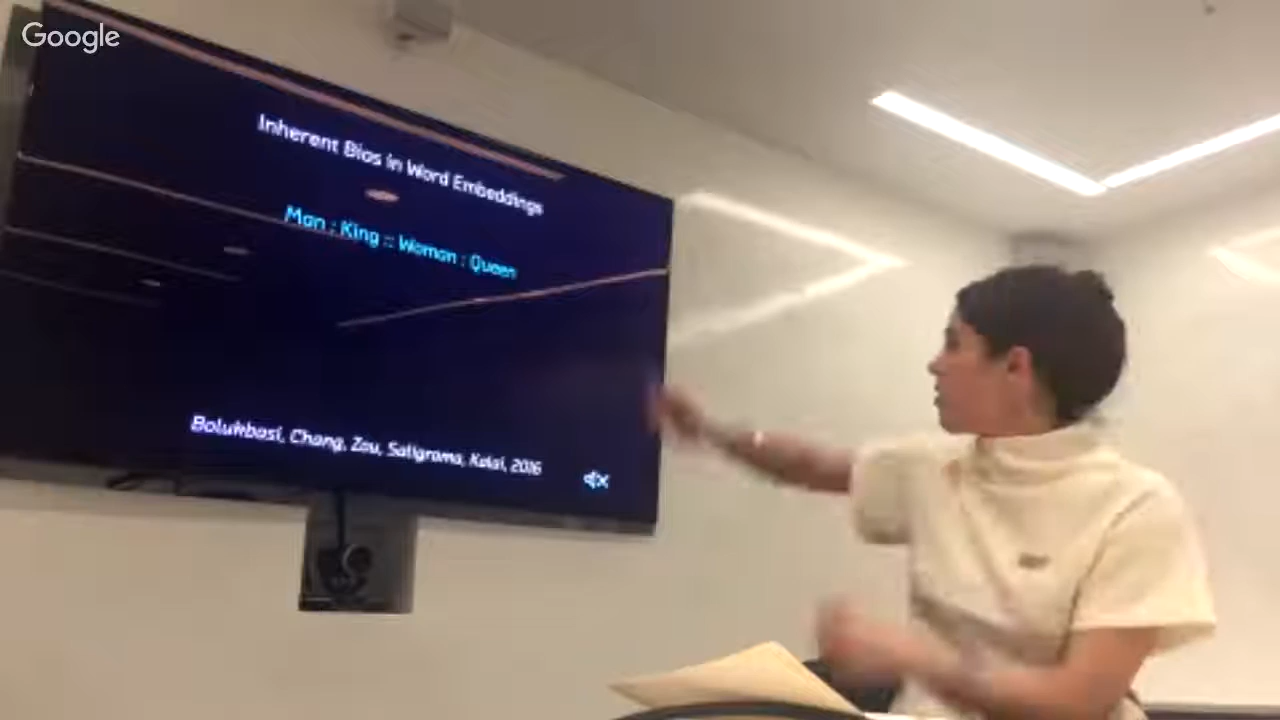 Google
Inherent Bias in Word Embeddings
Man : King :: Woman : Queen
Bolukbasi, Chang, Zou, Saligrama, Kalai, 2016